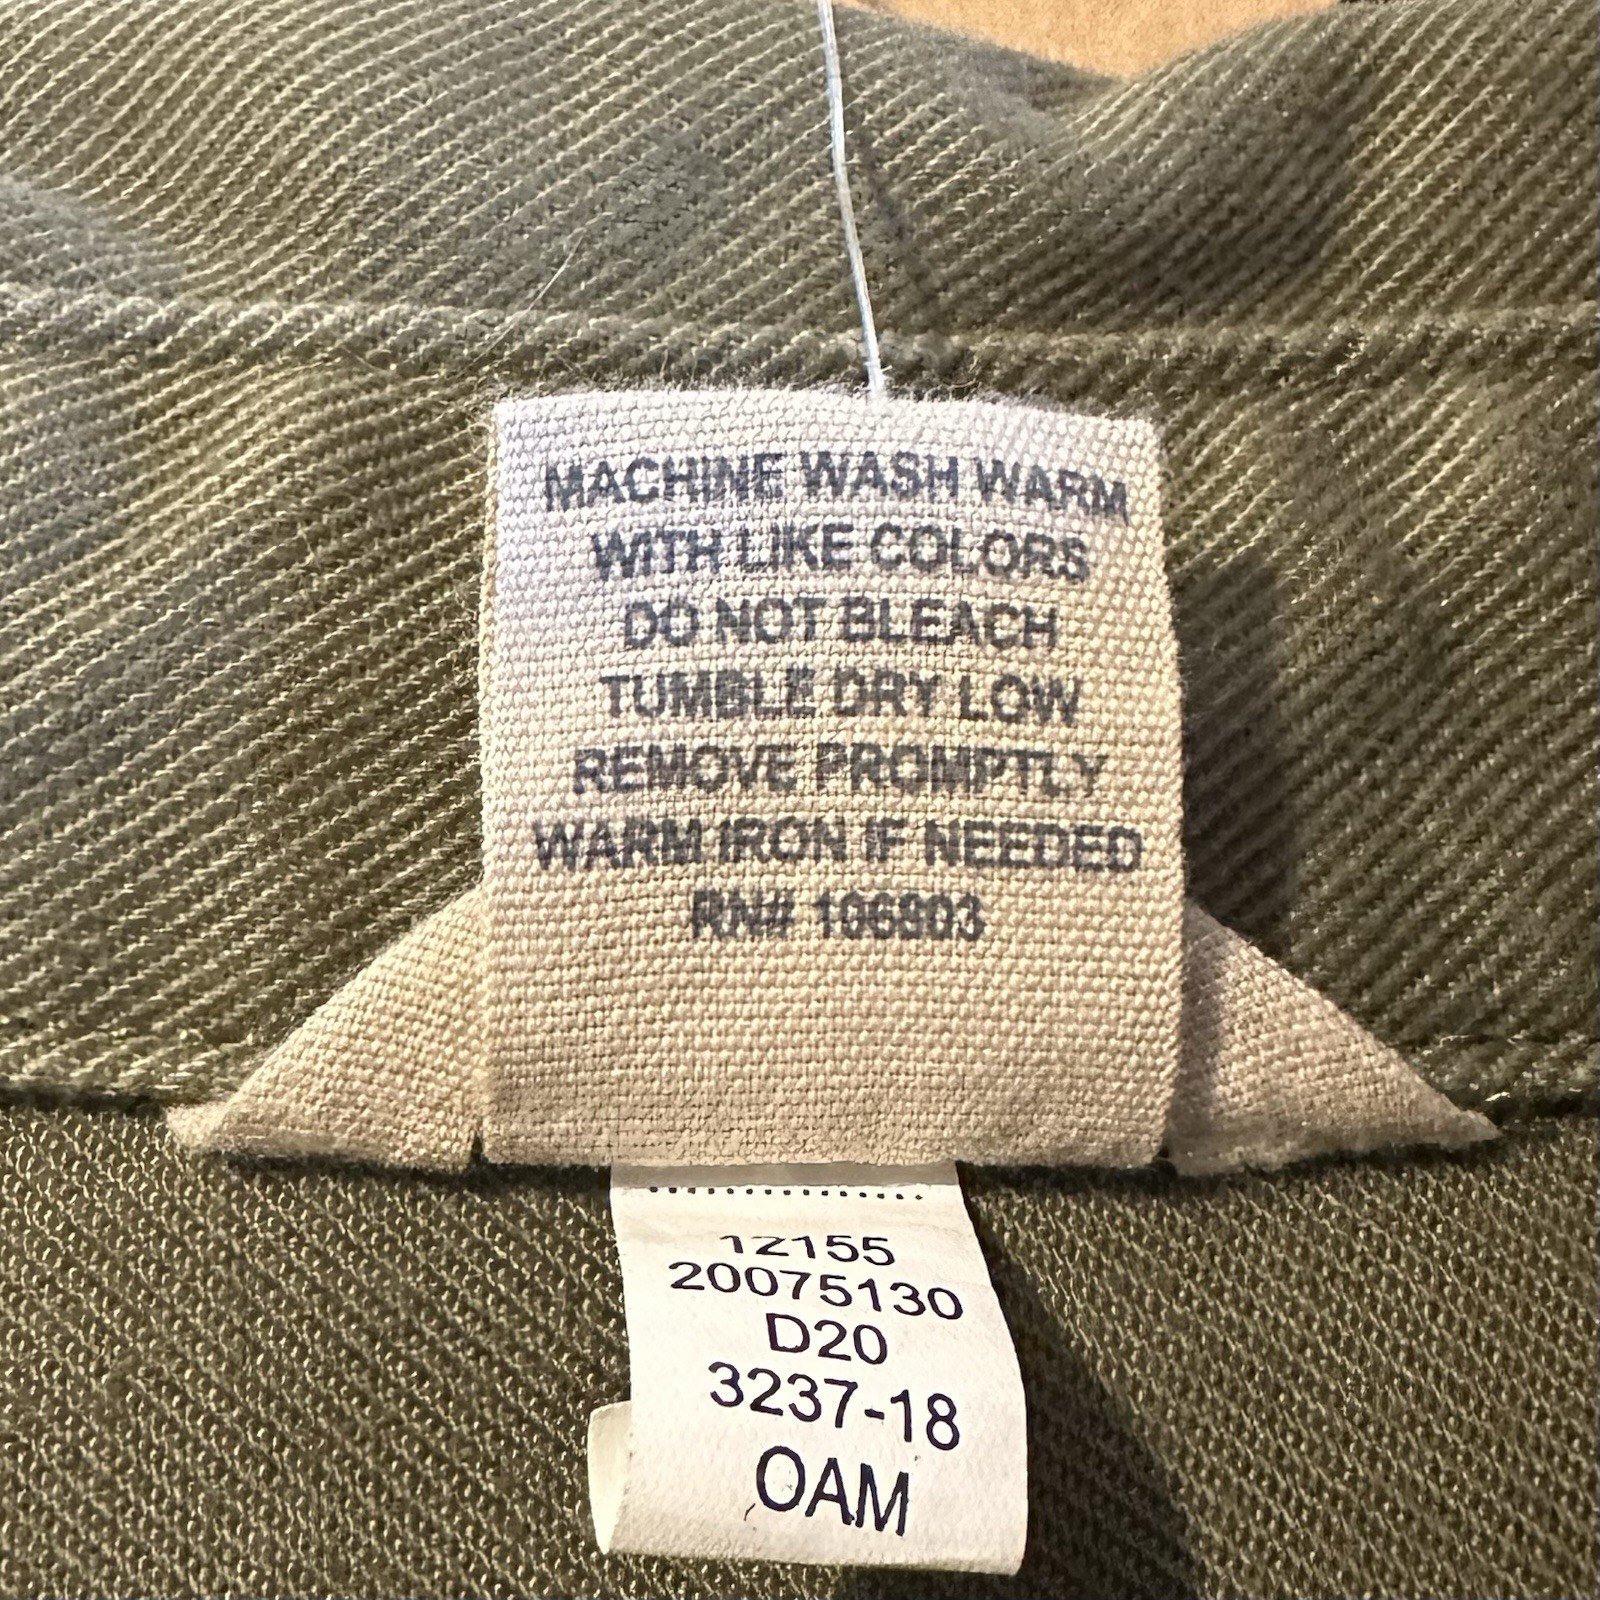 MACHINE WASH WARM
WITH LIKE COLORS
DO NOT BLEACH
TUMBLE DRY LOW
REMOVE PROMPTLY
WARM IRON IF NEEDED
RN# 106803
12155
20075130
D20
3237-18
OAM